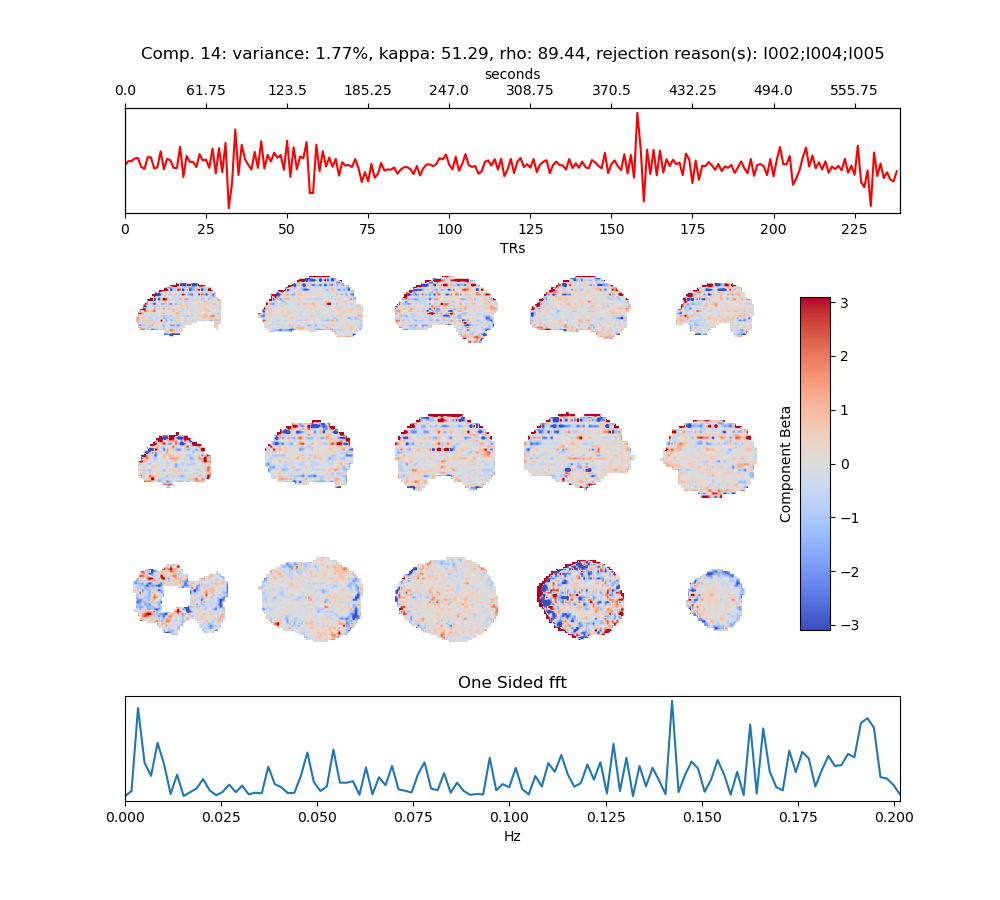 Comp. 14: variance: 1.77%, kappa: 51.29, rho: 89.44, rejection reason(s): I002;I004;I005
seconds
0.0 61.75 123.5 185.25 247.0 308.75 370.5 432.25 494.0 555.75
0 25 50 75 100 125 150 175 200 225
TRs
3
2
1
0
−1
−2
−3
Component Beta
One Sided fft
0.000 0.025 0.050 0.075 0.100 0.125 0.150 0.175 0.200
Hz